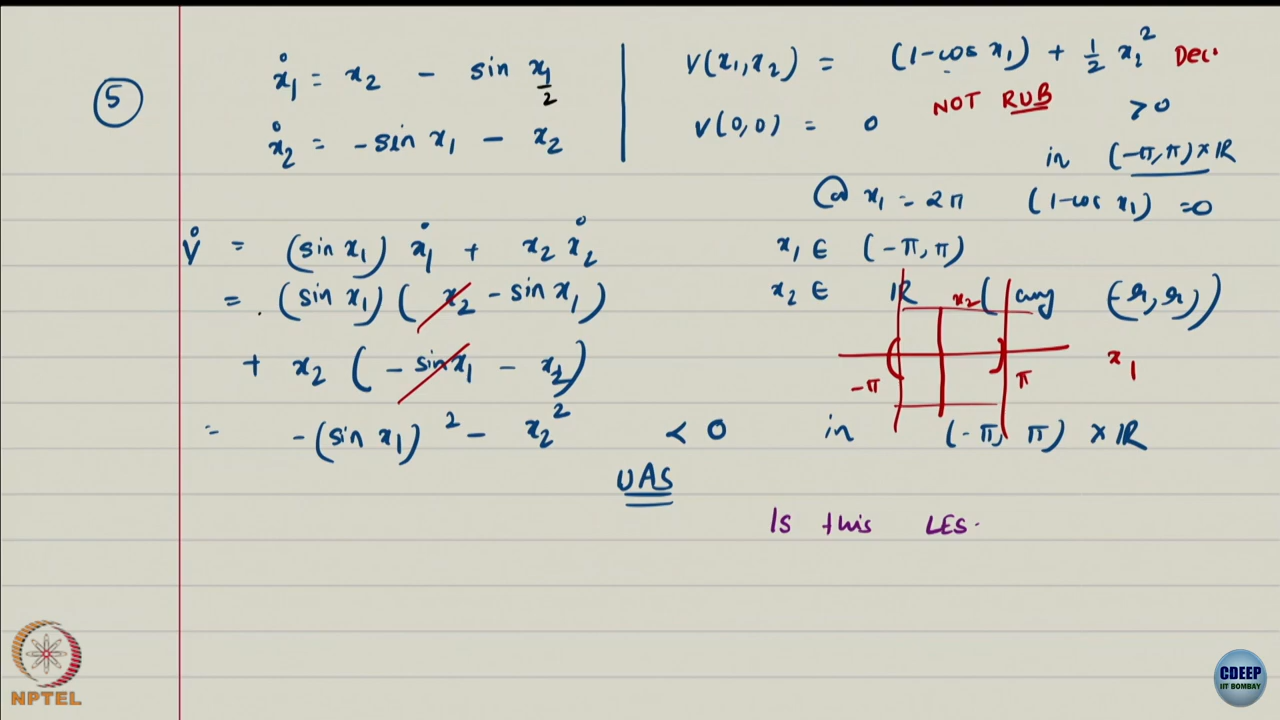 5
ẋ₁ = x₂ - sin x₁/2
ẋ₂ = -sin x₁ - x₂
V(x₁,x₂) = (1-cos x₁) + 1/2 x₂² Dec.
NOT RUB
V(0,0) = 0 >0
in (-π,π)×ℝ
@ x₁ = 2π (1-cos x₁) =0
V̇ = (sin x₁) ẋ₁ + x₂ ẋ₂
x₁ ∈ (-π,π)
= (sin x₁)(x₂ - sin x₁)
x₂ ∈ ℝ (any (-r,r))
x₂
+ x₂ (-sin x₁ - x₂)
-π π x₁
= -(sin x₁)² - x₂² < 0 in (-π, π) × ℝ
UAS
Is this LES.
NPTEL
CDEEP
IIT BOMBAY